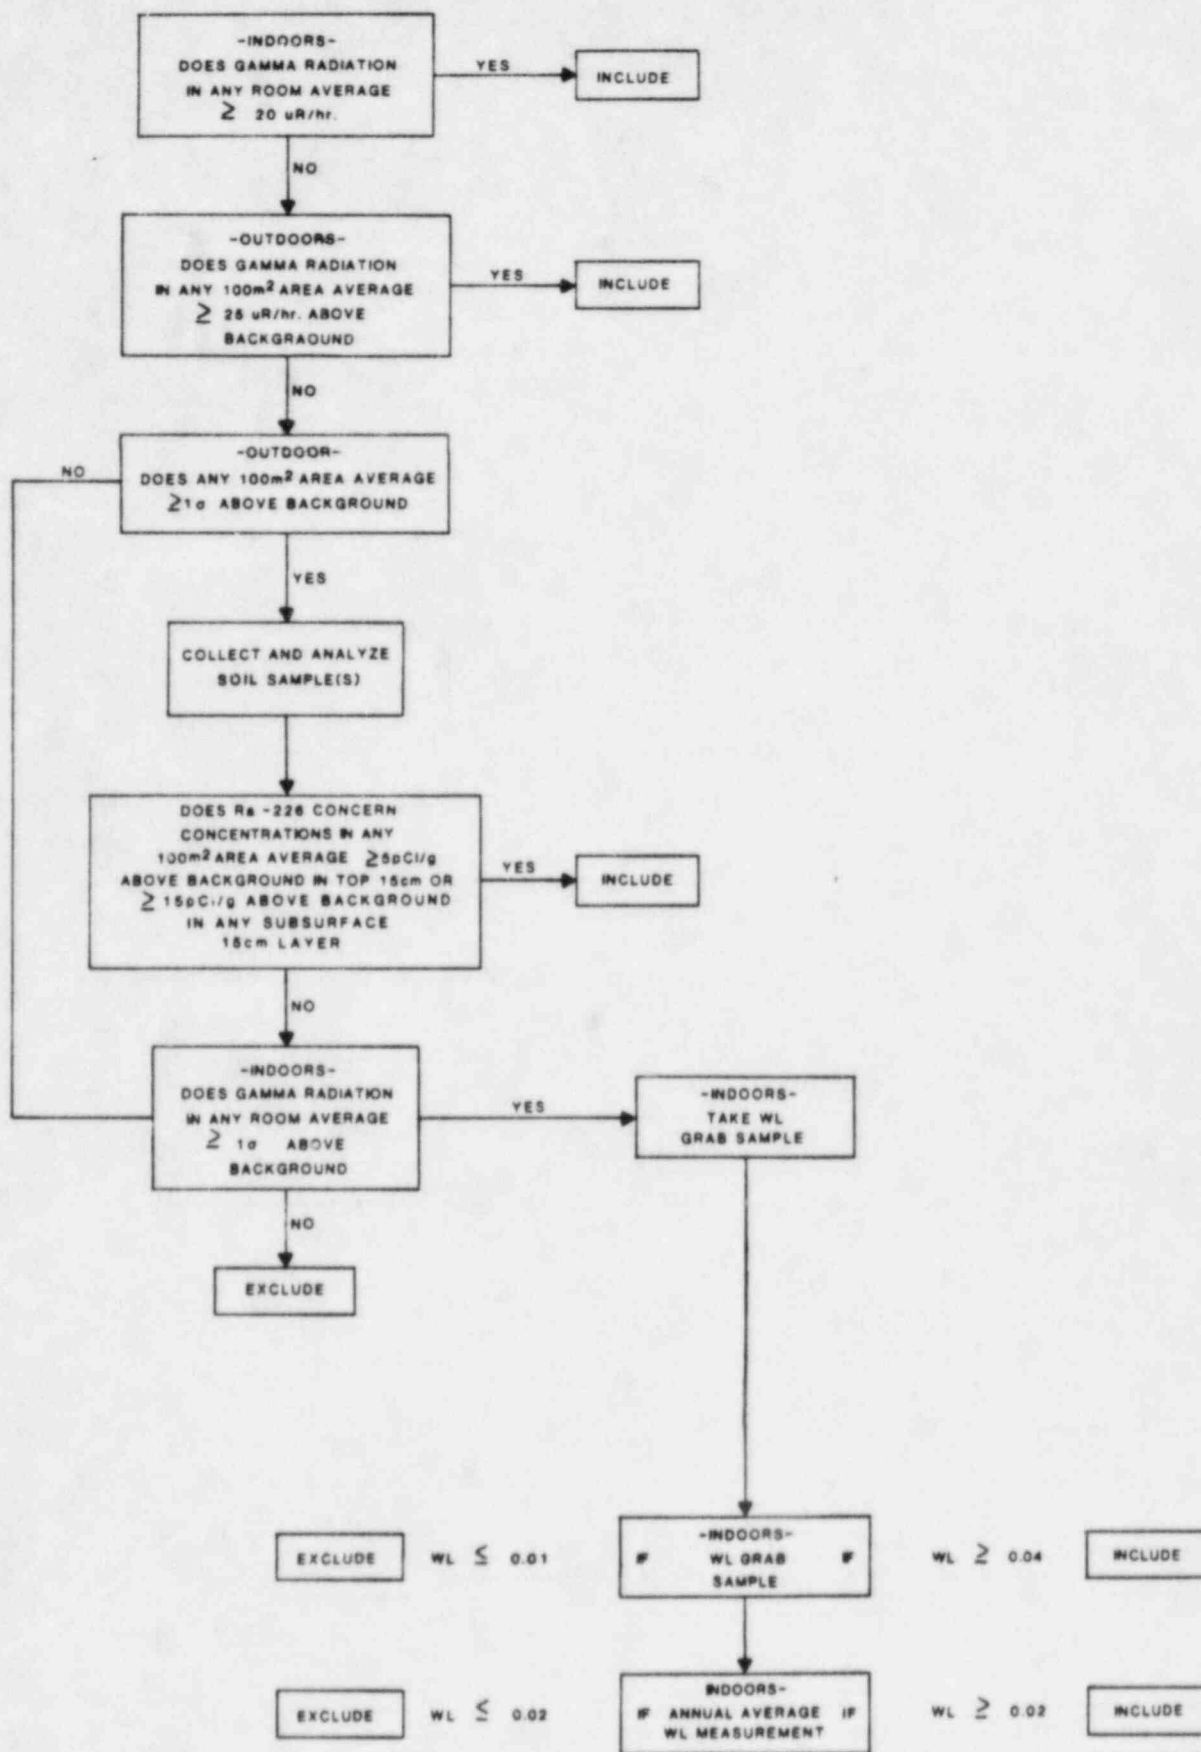 -INDOORS-
DOES GAMMA RADIATION
IN ANY ROOM AVERAGE
≥ 20 uR/hr.
YES
INCLUDE
NO
-OUTDOORS-
DOES GAMMA RADIATION
IN ANY 100m² AREA AVERAGE
≥ 25 uR/hr. ABOVE
BACKGRAOUND
YES
INCLUDE
NO
-OUTDOOR-
DOES ANY 100m² AREA AVERAGE
≥1σ ABOVE BACKGROUND
NO
YES
COLLECT AND ANALYZE
SOIL SAMPLE(S)
DOES Ra -226 CONCERN
CONCENTRATIONS IN ANY
100m² AREA AVERAGE ≥5pCi/g
ABOVE BACKGROUND IN TOP 15cm OR
≥ 15pCi/g ABOVE BACKGROUND
IN ANY SUBSURFACE
15cm LAYER
YES
INCLUDE
NO
-INDOORS-
DOES GAMMA RADIATION
IN ANY ROOM AVERAGE
≥ 1σ ABOVE
BACKGROUND
YES
-INDOORS-
TAKE WL
GRAB SAMPLE
NO
EXCLUDE
EXCLUDE WL ≤ 0.01
-INDOORS-
IF WL GRAB IF
SAMPLE
WL ≥ 0.04 INCLUDE
EXCLUDE WL ≤ 0.02
INDOORS-
IF ANNUAL AVERAGE IF
WL MEASUREMENT
WL ≥ 0.02 INCLUDE